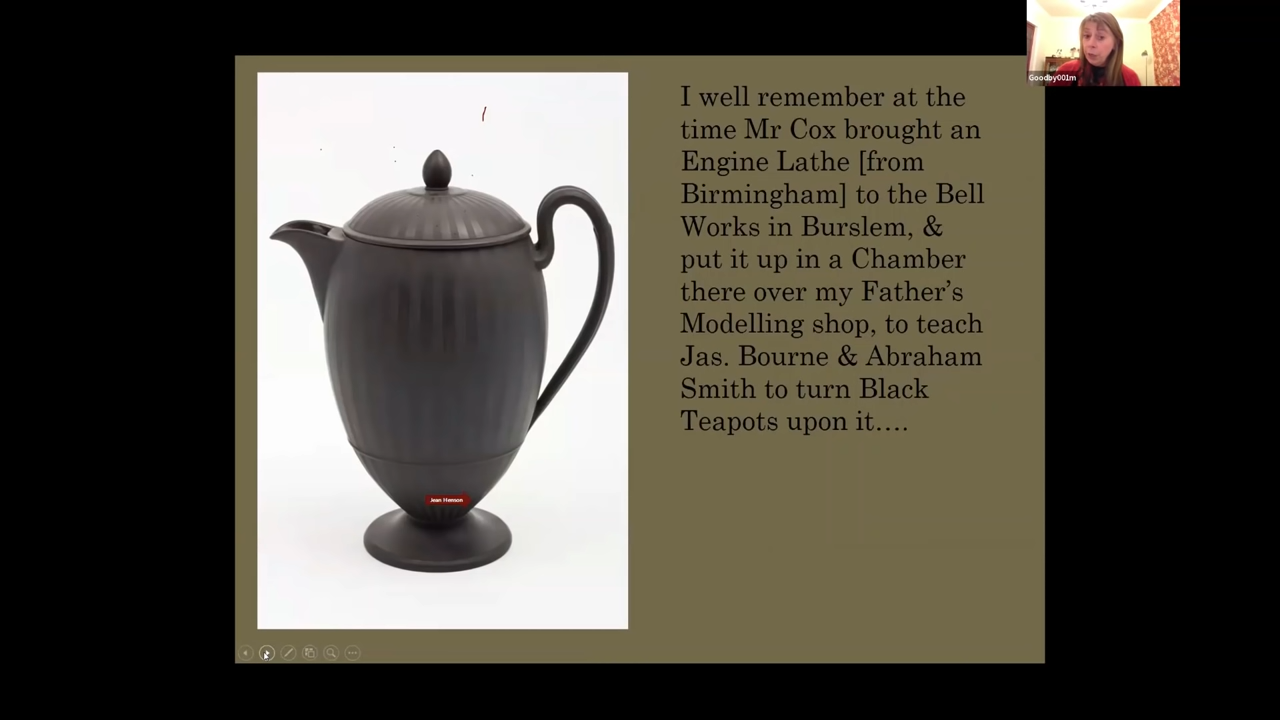 Goodby001m
I well remember at the
time Mr Cox brought an
Engine Lathe [from
Birmingham] to the Bell
Works in Burslem, &
put it up in a Chamber
there over my Father's
Modelling shop, to teach
Jas. Bourne & Abraham
Smith to turn Black
Teapots upon it....
Jean Henson